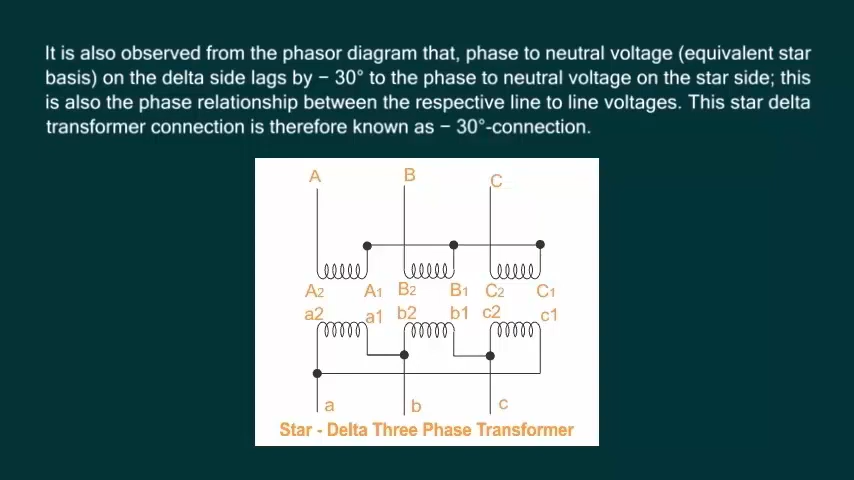 It is also observed from the phasor diagram that, phase to neutral voltage (equivalent star
basis) on the delta side lags by − 30° to the phase to neutral voltage on the star side; this
is also the phase relationship between the respective line to line voltages. This star delta
transformer connection is therefore known as − 30°-connection.
A B C
A2 A1 B2 B1 C2 C1
a2 a1 b2 b1 c2 c1
a b c
Star - Delta Three Phase Transformer